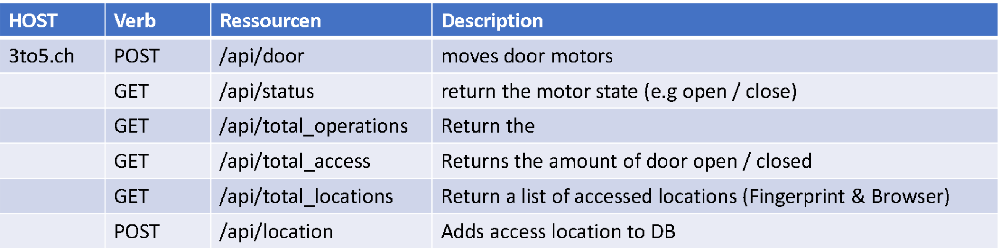 HOST Verb Ressourcen Description
3to5.ch POST /api/door moves door motors
GET /api/status return the motor state (e.g open / close)
GET /api/total_operations Return the
GET /api/total_access Returns the amount of door open / closed
GET /api/total_locations Return a list of accessed locations (Fingerprint & Browser)
POST /api/location Adds access location to DB